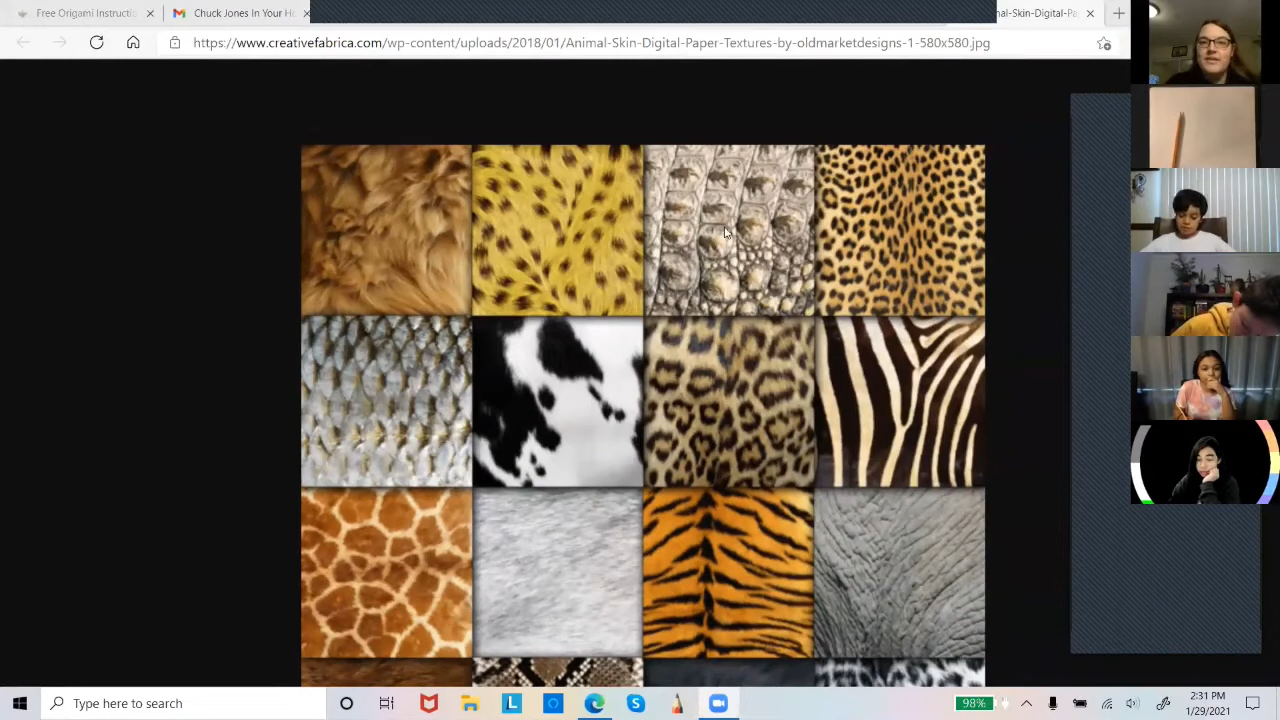 Free Origami Instructi
Chuck Jones In Your H
nal-Skin-Digital-Pa
https://www.creativefabrica.com/wp-content/uploads/2018/01/Animal-Skin-Digital-Paper-Textures-by-oldmarketdesigns-1-580x580.jpg
Type here to search
98%
2:31 PM
1/29/2021